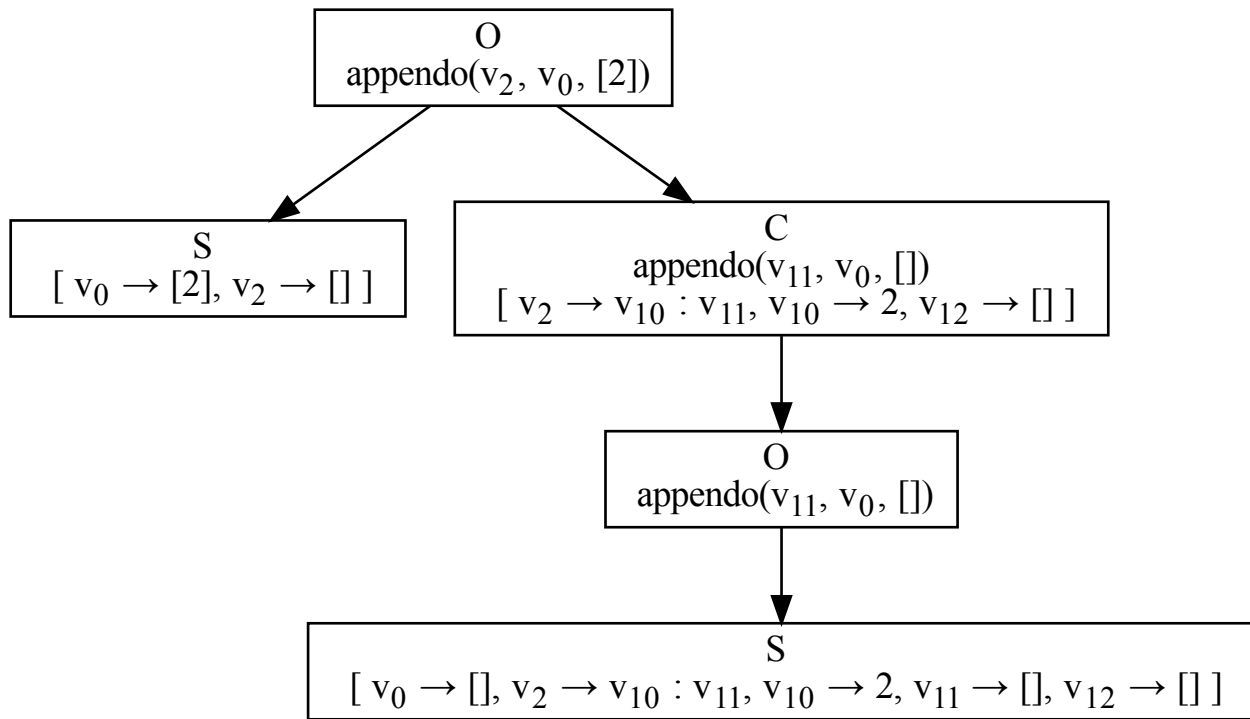 O
appendo(v₂, v₀, [2])
S
[ v₀ → [2], v₂ → [] ]
C
appendo(v₁₁, v₀, [])
[ v₂ → v₁₀ : v₁₁, v₁₀ → 2, v₁₂ → [] ]
O
appendo(v₁₁, v₀, [])
S
[ v₀ → [], v₂ → v₁₀ : v₁₁, v₁₀ → 2, v₁₁ → [], v₁₂ → [] ]